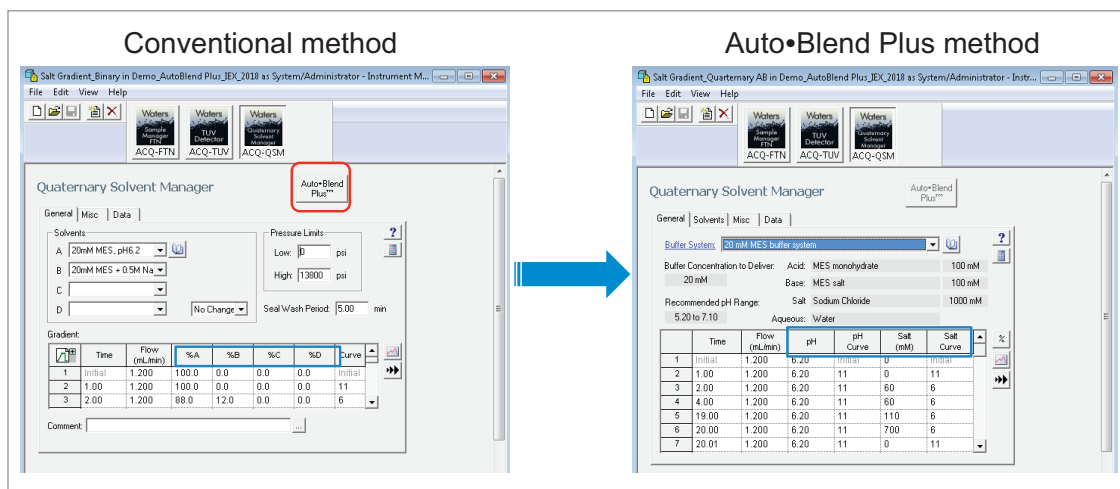 Conventional method
Salt Gradient_Binary in Demo_AutoBlend Plus_IEX_2018 as System/Administrator - Instrument M...
File Edit View Help
Waters Sample Manager FTN
ACQ-FTN
Waters TUV Detector
ACQ-TUV
Waters Quaternary Solvent Manager
ACQ-QSM
Quaternary Solvent Manager
Auto•Blend Plus™
General Misc Data
Solvents
A 20mM MES, pH6.2
B 20mM MES + 0.5M Na
C
D
No Change
Pressure Limits
Low: 0 psi
High: 13800 psi
Seal Wash Period: 5.00 min
?
Gradient:
Time Flow (mL/min) %A %B %C %D Curve
1 Initial 1.200 100.0 0.0 0.0 0.0 Initial
2 1.00 1.200 100.0 0.0 0.0 0.0 11
3 2.00 1.200 88.0 12.0 0.0 0.0 6
Comment: ...
Auto•Blend Plus method
Salt Gradient_Quarternary AB in Demo_AutoBlend Plus_IEX_2018 as System/Administrator - Instr...
File Edit View Help
Waters Sample Manager FTN
ACQ-FTN
Waters TUV Detector
ACQ-TUV
Waters Quaternary Solvent Manager
ACQ-QSM
Quaternary Solvent Manager
Auto•Blend Plus™
General Solvents Misc Data
Buffer System: 20 mM MES buffer system
?
Buffer Concentration to Deliver: Acid: MES monohydrate 100 mM
20 mM Base: MES salt 100 mM
Recommended pH Range: Salt Sodium Chloride 1000 mM
5.20 to 7.10 Aqueous: Water
Time Flow (mL/min) pH pH Curve Salt (mM) Salt Curve %
1 Initial 1.200 6.20 Initial 0 Initial
2 1.00 1.200 6.20 11 0 11
3 2.00 1.200 6.20 11 60 6
4 4.00 1.200 6.20 11 60 6
5 19.00 1.200 6.20 11 110 6
6 20.00 1.200 6.20 11 700 6
7 20.01 1.200 6.20 11 0 11